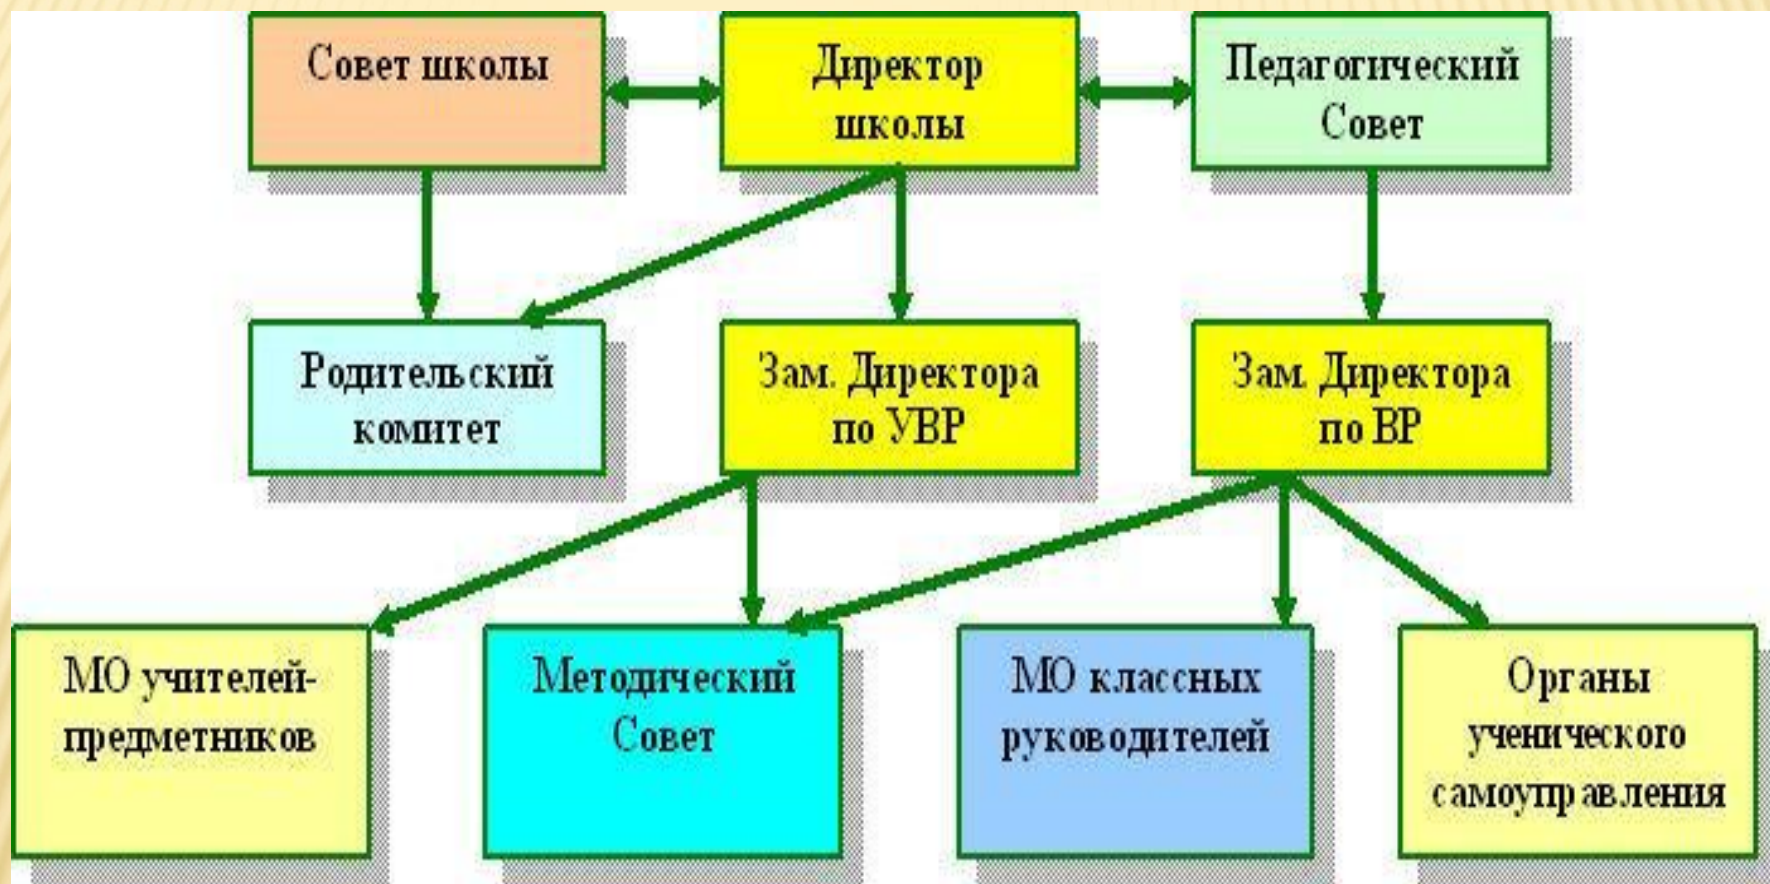 Совет школы
Директор
школы
Педагогический
Совет
Родительский
комитет
Зам. Директора
по УВР
Зам. Директора
по ВР
МО учителей-
предметников
Методический
Совет
МО классных
руководителей
Органы
ученического
самоуправления